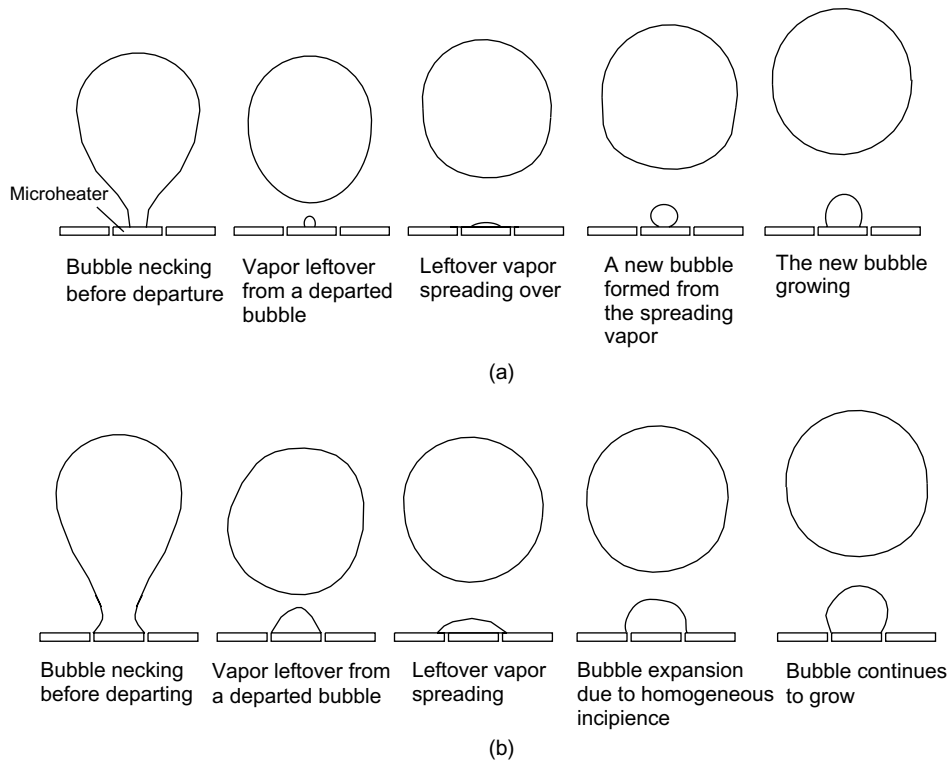 Microheater
Bubble necking
before departure
Vapor leftover
from a departed
bubble
Leftover vapor
spreading over
A new bubble
formed from
the spreading
vapor
The new bubble
growing
(a)
Bubble necking
before departing
Vapor leftover from
a departed bubble
Leftover vapor
spreading
Bubble expansion
due to homogeneous
incipience
Bubble continues
to grow
(b)